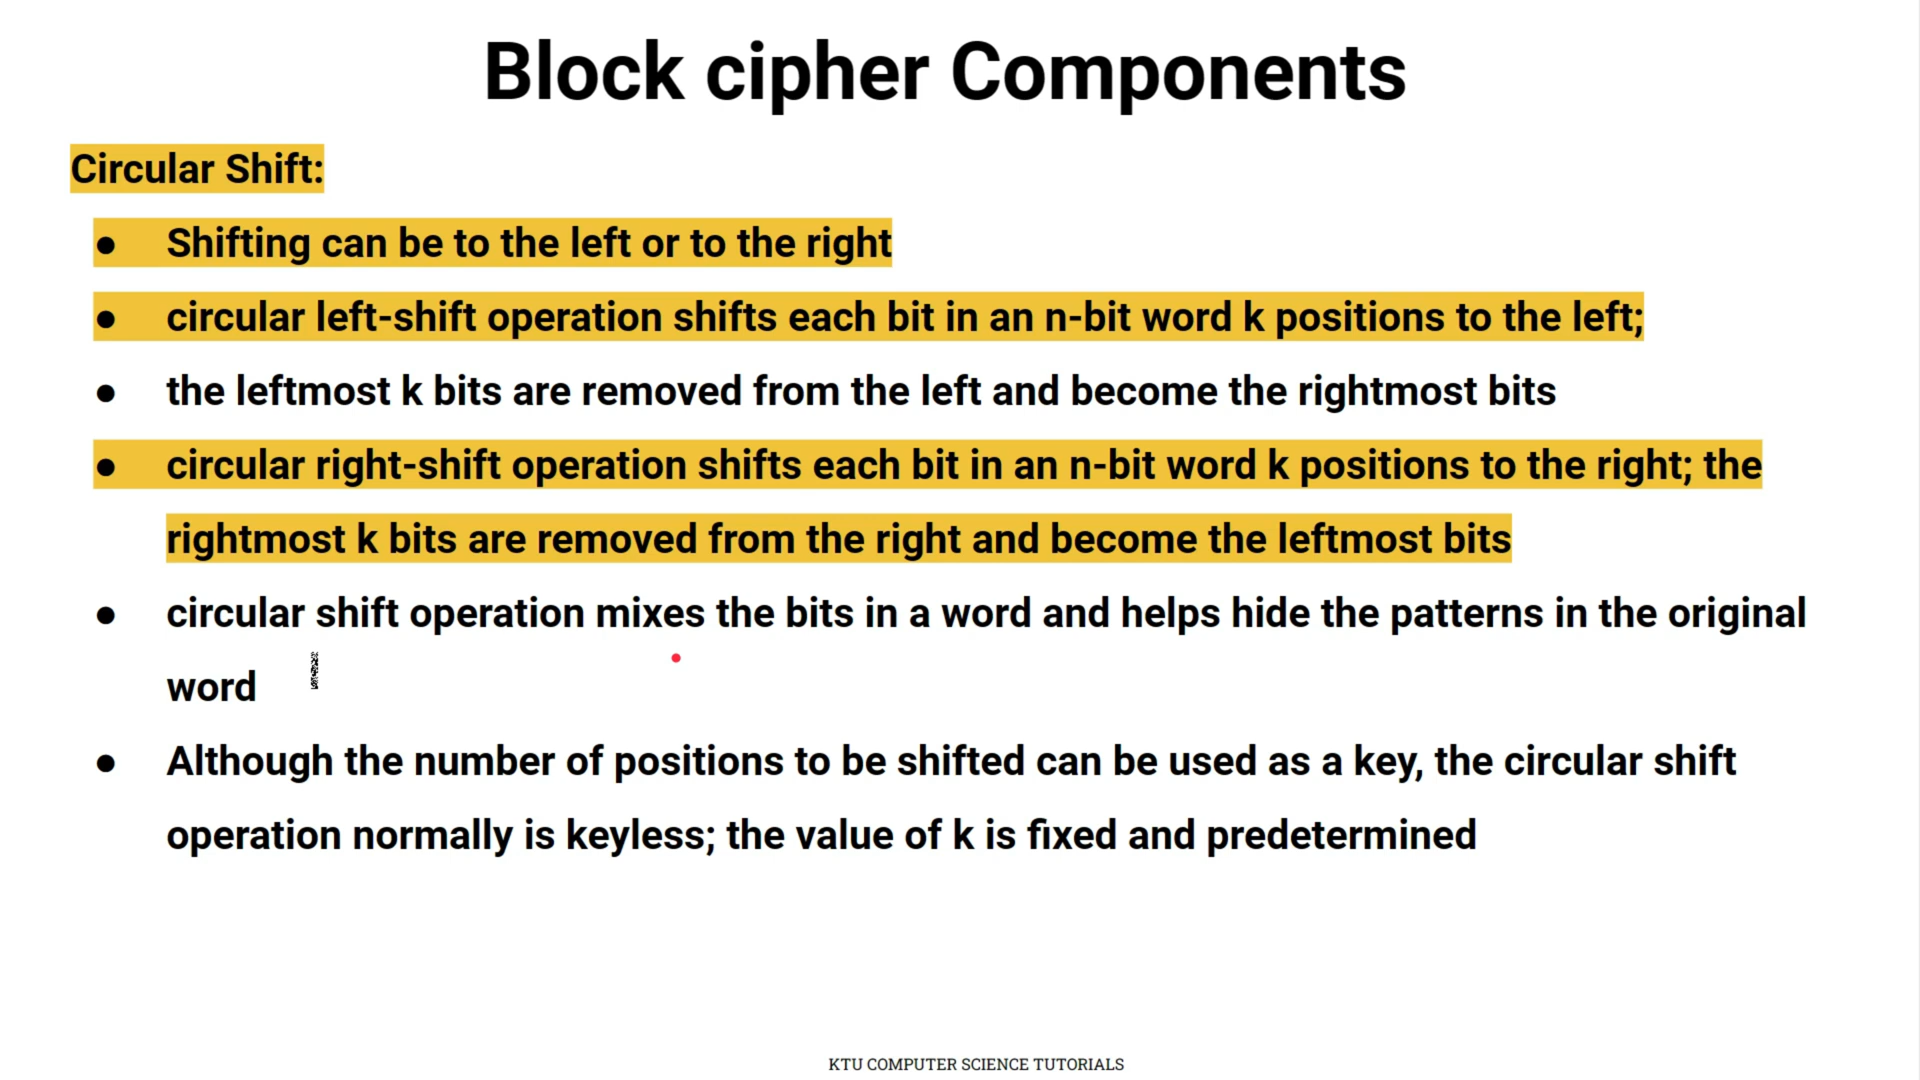 Block cipher Components
Circular Shift:
● Shifting can be to the left or to the right
● circular left-shift operation shifts each bit in an n-bit word k positions to the left;
● the leftmost k bits are removed from the left and become the rightmost bits
● circular right-shift operation shifts each bit in an n-bit word k positions to the right; the
rightmost k bits are removed from the right and become the leftmost bits
● circular shift operation mixes the bits in a word and helps hide the patterns in the original
word
● Although the number of positions to be shifted can be used as a key, the circular shift
operation normally is keyless; the value of k is fixed and predetermined
KTU COMPUTER SCIENCE TUTORIALS